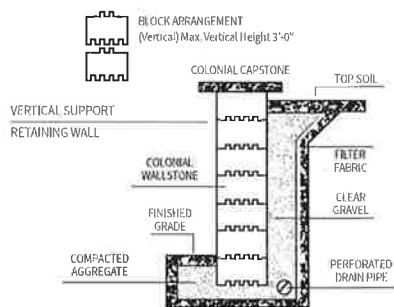 BLOCK ARRANGEMENT
(Vertical) Max. Vertical Height 3'-0"
COLONIAL CAPSTONE
TOP SOIL
VERTICAL SUPPORT
RETAINING WALL
COLONIAL
WALLSTONE
FILTER
FABRIC
CLEAR
GRAVEL
FINISHED
GRADE
COMPACTED
AGGREGATE
PERFORATED
DRAIN PIPE